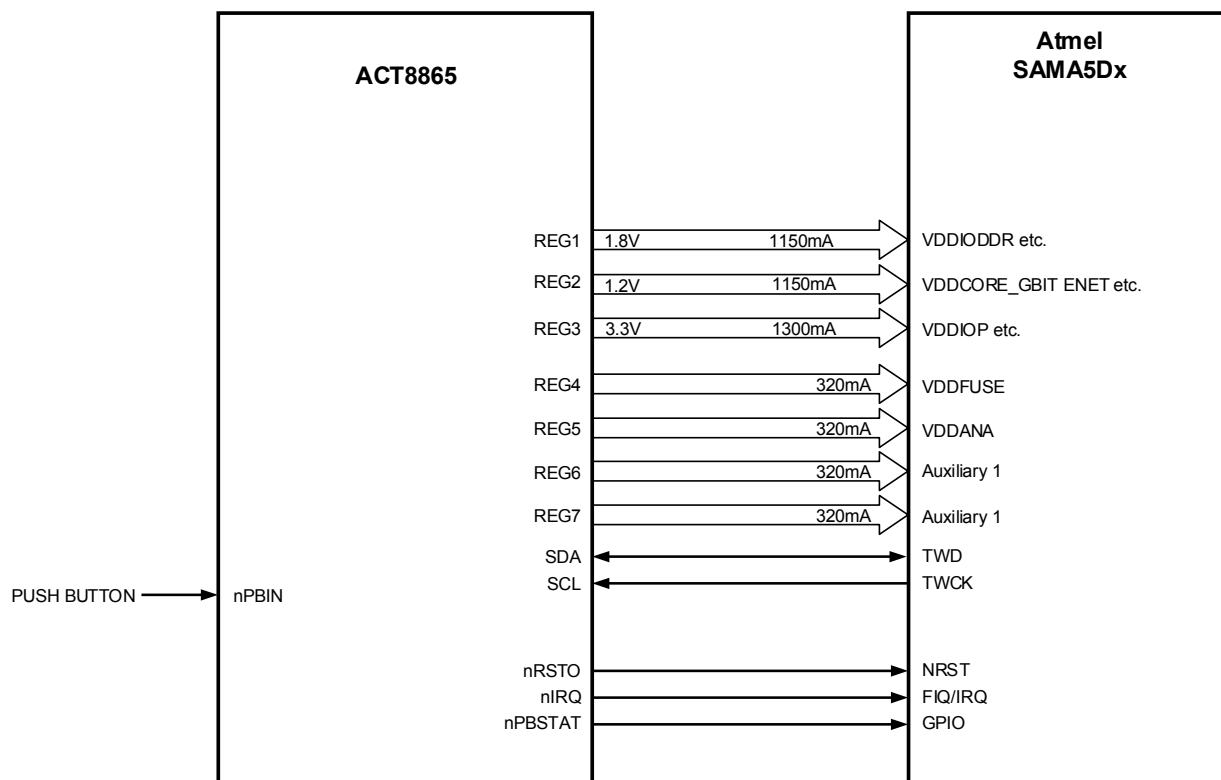 ACT8865
Atmel
SAMA5Dx
REG1 1.8V 1150mA VDDIODDR etc.
REG2 1.2V 1150mA VDDCORE_GBIT ENET etc.
REG3 3.3V 1300mA VDDIOP etc.
REG4 320mA VDDFUSE
REG5 320mA VDDANA
REG6 320mA Auxiliary 1
REG7 320mA Auxiliary 1
SDA TWD
SCL TWCK
PUSH BUTTON nPBIN
nRSTO NRST
nIRQ FIQ/IRQ
nPBSTAT GPIO